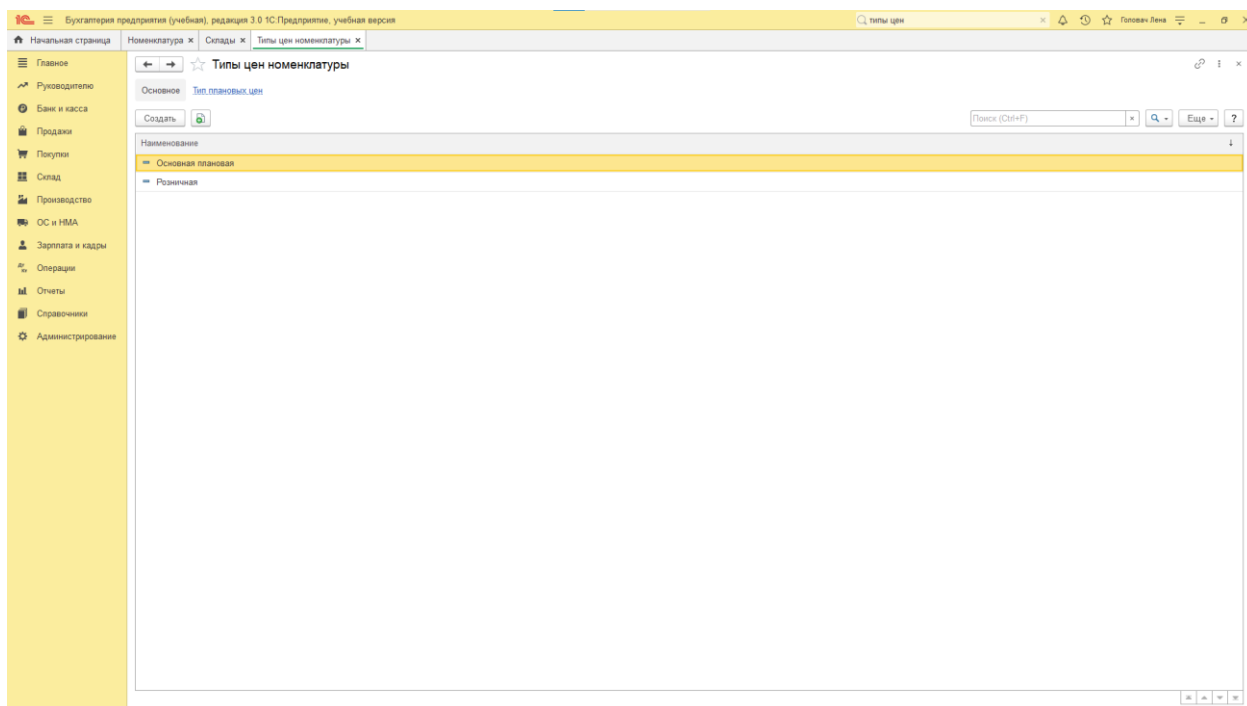 1С Бухгалтерия предприятия (учебная), редакция 3.0 1С:Предприятие, учебная версия типы цен Головач Лена
Начальная страница Номенклатура Склады Типы цен номенклатуры
Главное
Руководителю
Банк и касса
Продажи
Покупки
Склад
Производство
ОС и НМА
Зарплата и кадры
Операции
Отчеты
Справочники
Администрирование
Типы цен номенклатуры
Основное Тип плановых цен
Создать Поиск (Ctrl+F) Еще ?
Наименование
Основная плановая
Розничная